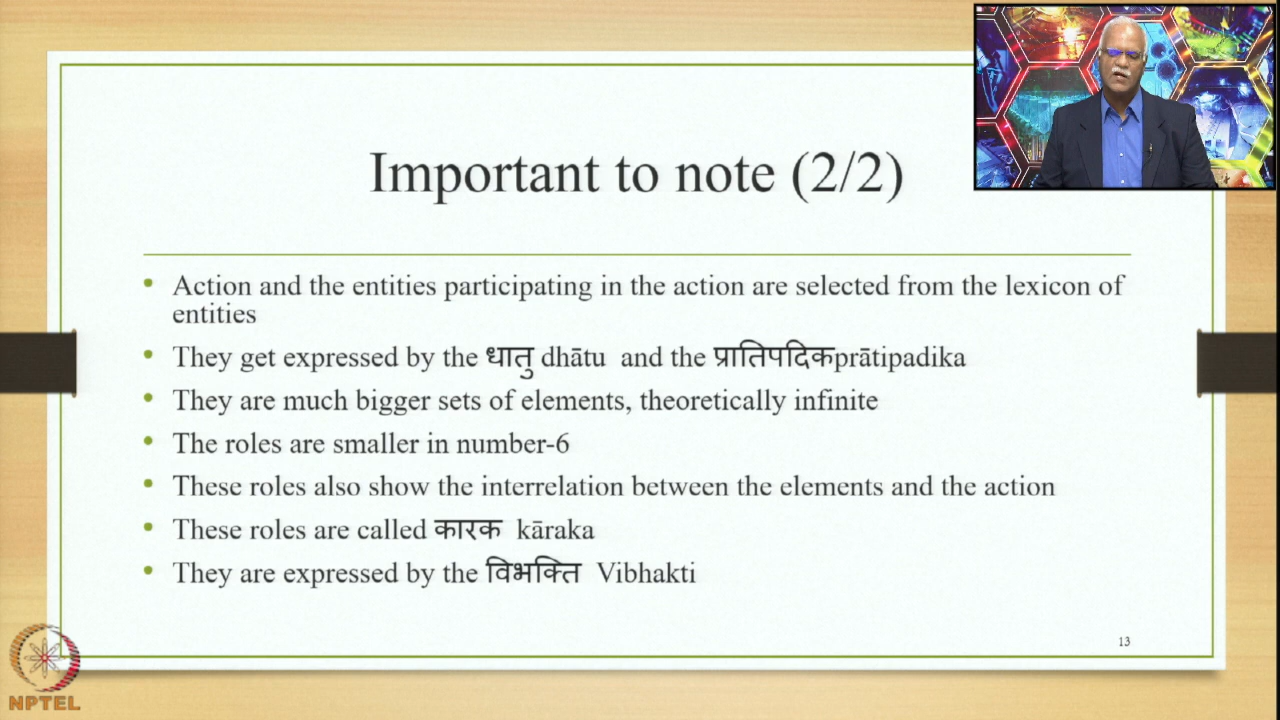 Important to note (2/2)
• Action and the entities participating in the action are selected from the lexicon of
entities
• They get expressed by the धातु dhātu and the प्रातिपदिकprātipadika
• They are much bigger sets of elements, theoretically infinite
• The roles are smaller in number-6
• These roles also show the interrelation between the elements and the action
• These roles are called कारक kāraka
• They are expressed by the विभक्ति Vibhakti
13
NPTEL